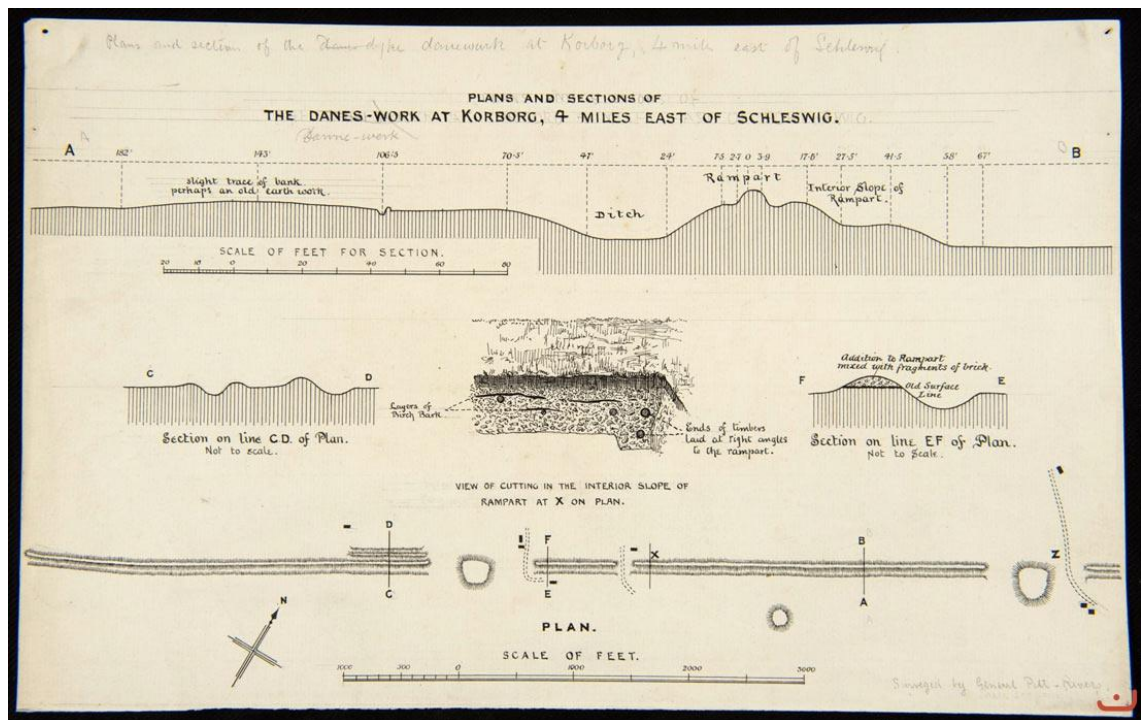 Plans and section of the Thames dyke danework at Korborg, 4 mile east of Schleswig.
PLANS AND SECTIONS OF
THE DANES-WORK AT KORBORG, 4 MILES EAST OF SCHLESWIG.
Danne-work
A 182' 143' 106·5 70·5' 47' 24' 7·5 2·7 0 3·9 17·6' 27·5' 41·5 58' 67' B
slight trace of bank.
perhaps an old earth work.
Ditch
Rampart
Interior Slope of
Rampart.
SCALE OF FEET FOR SECTION.
20 10 0 20 40 60 80
C D
Section on line C.D. of Plan.
Not to scale.
Layers of
Birch Bark
Ends of timbers
laid at right angles
to the rampart.
VIEW OF CUTTING IN THE INTERIOR SLOPE OF
RAMPART AT X ON PLAN.
Addition to Rampart
mixed with fragments of brick.
F E
Old Surface
Line
Section on line EF of Plan.
Not to Scale.
D F X B Z
C E A
N
PLAN.
SCALE OF FEET.
1000 500 0 1000 2000 3000
Surveyed by General Pitt-Rivers.